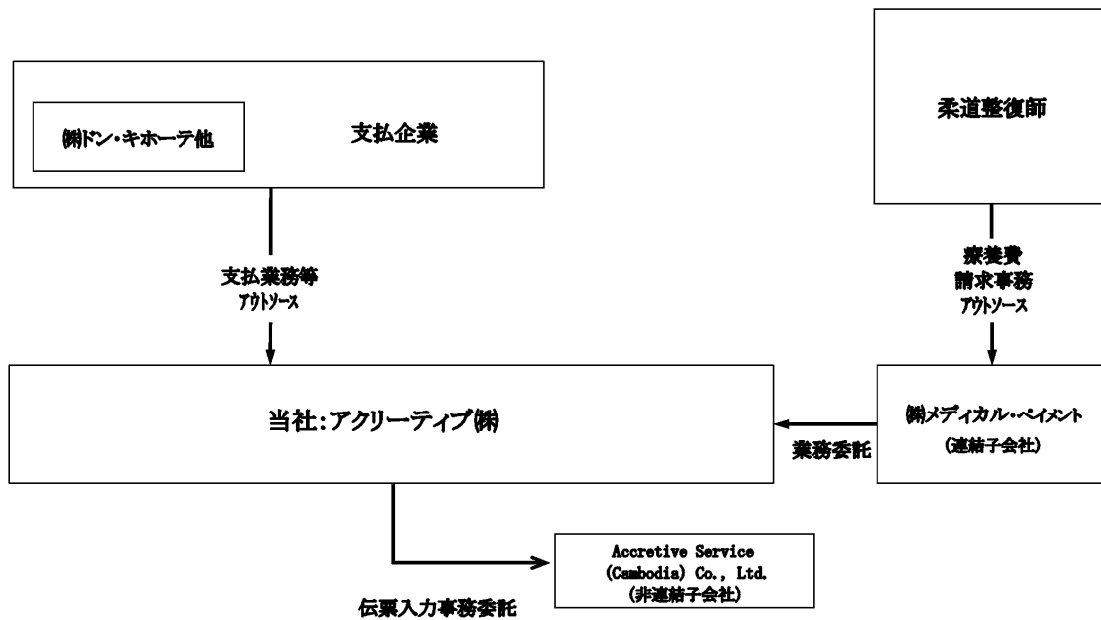 ㈱ドン・キホーテ他
支払企業
柔道整復師
支払業務等
アウトソース
療養費
請求事務
アウトソース
当社:アクリーティブ㈱
業務委託
㈱メディカル・ペイメント
(連結子会社)
伝票入力事務委託
Accretive Service
(Cambodia) Co., Ltd.
(非連結子会社)